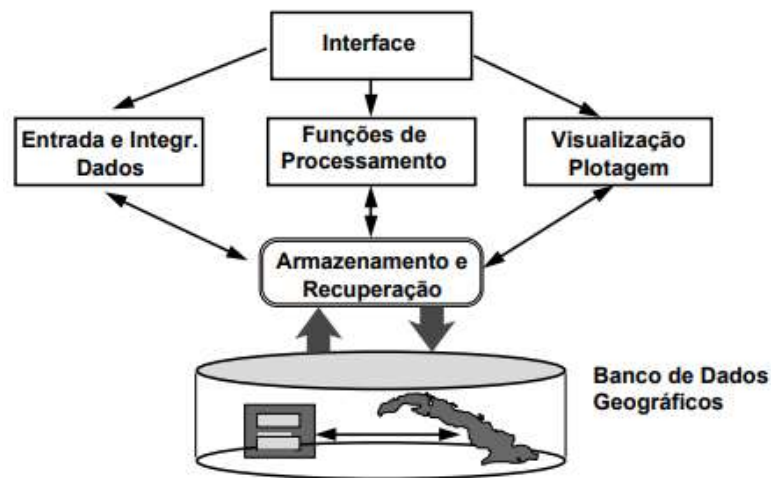 Interface
Entrada e Integr.
Dados
Funções de
Processamento
Visualização
Plotagem
Armazenamento e
Recuperação
Banco de Dados
Geográficos